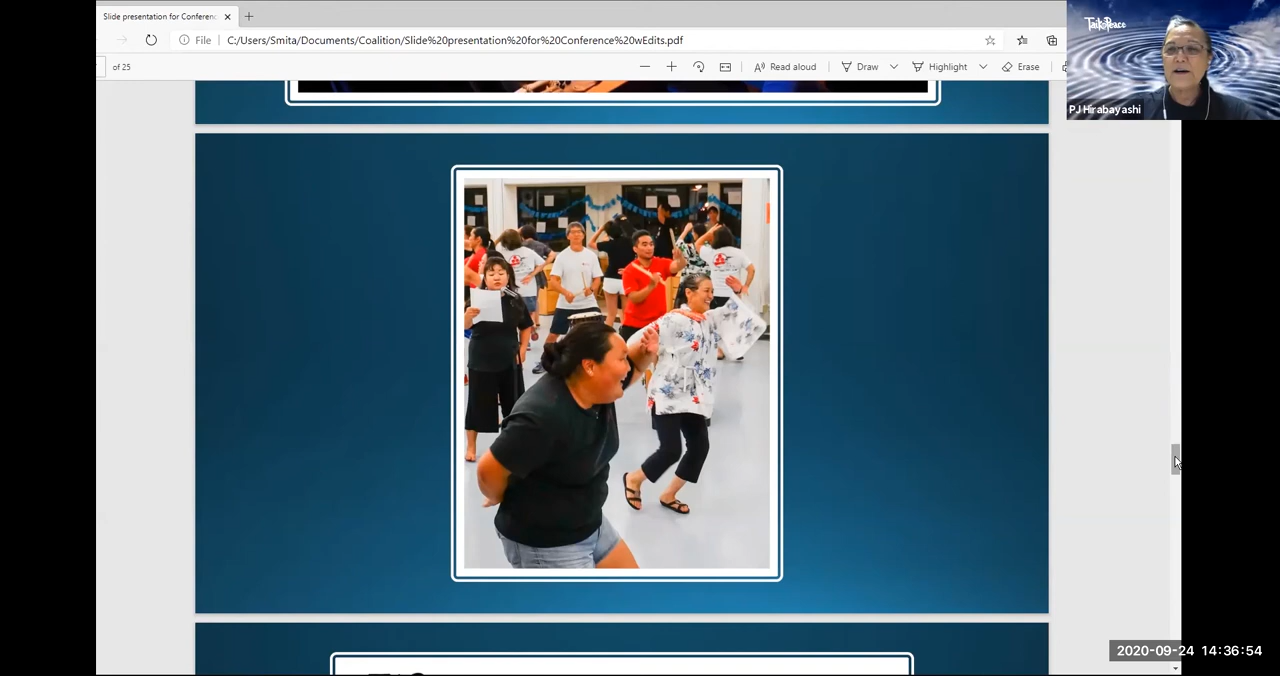 Slide presentation for Conferenc
File C:/Users/Smita/Documents/Coalition/Slide%20presentation%20for%20Conference%20wEdits.pdf
of 25 Read aloud Draw Highlight Erase
TaikoPeace
PJ Hirabayashi
2020-09-24 14:36:54